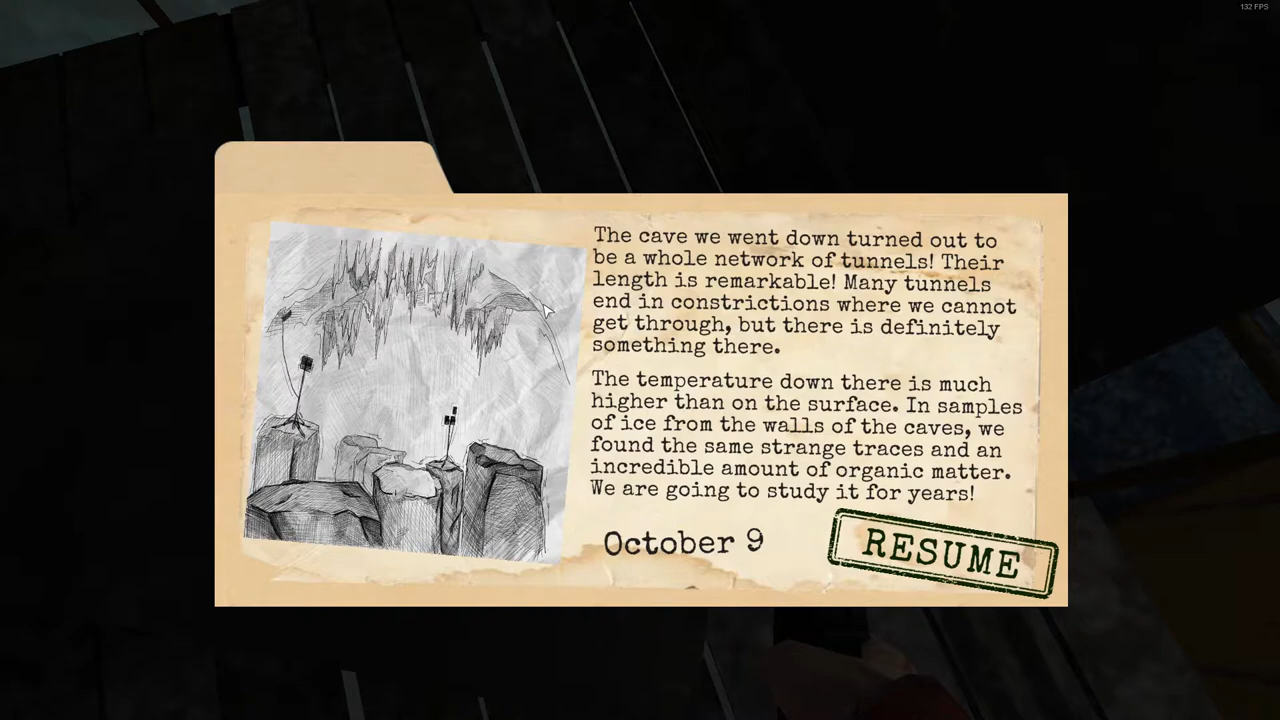 132 FPS
The cave we went down turned out to
be a whole network of tunnels! Their
length is remarkable! Many tunnels
end in constrictions where we cannot
get through, but there is definitely
something there.
The temperature down there is much
higher than on the surface. In samples
of ice from the walls of the caves, we
found the same strange traces and an
incredible amount of organic matter.
We are going to study it for years!
October 9
RESUME